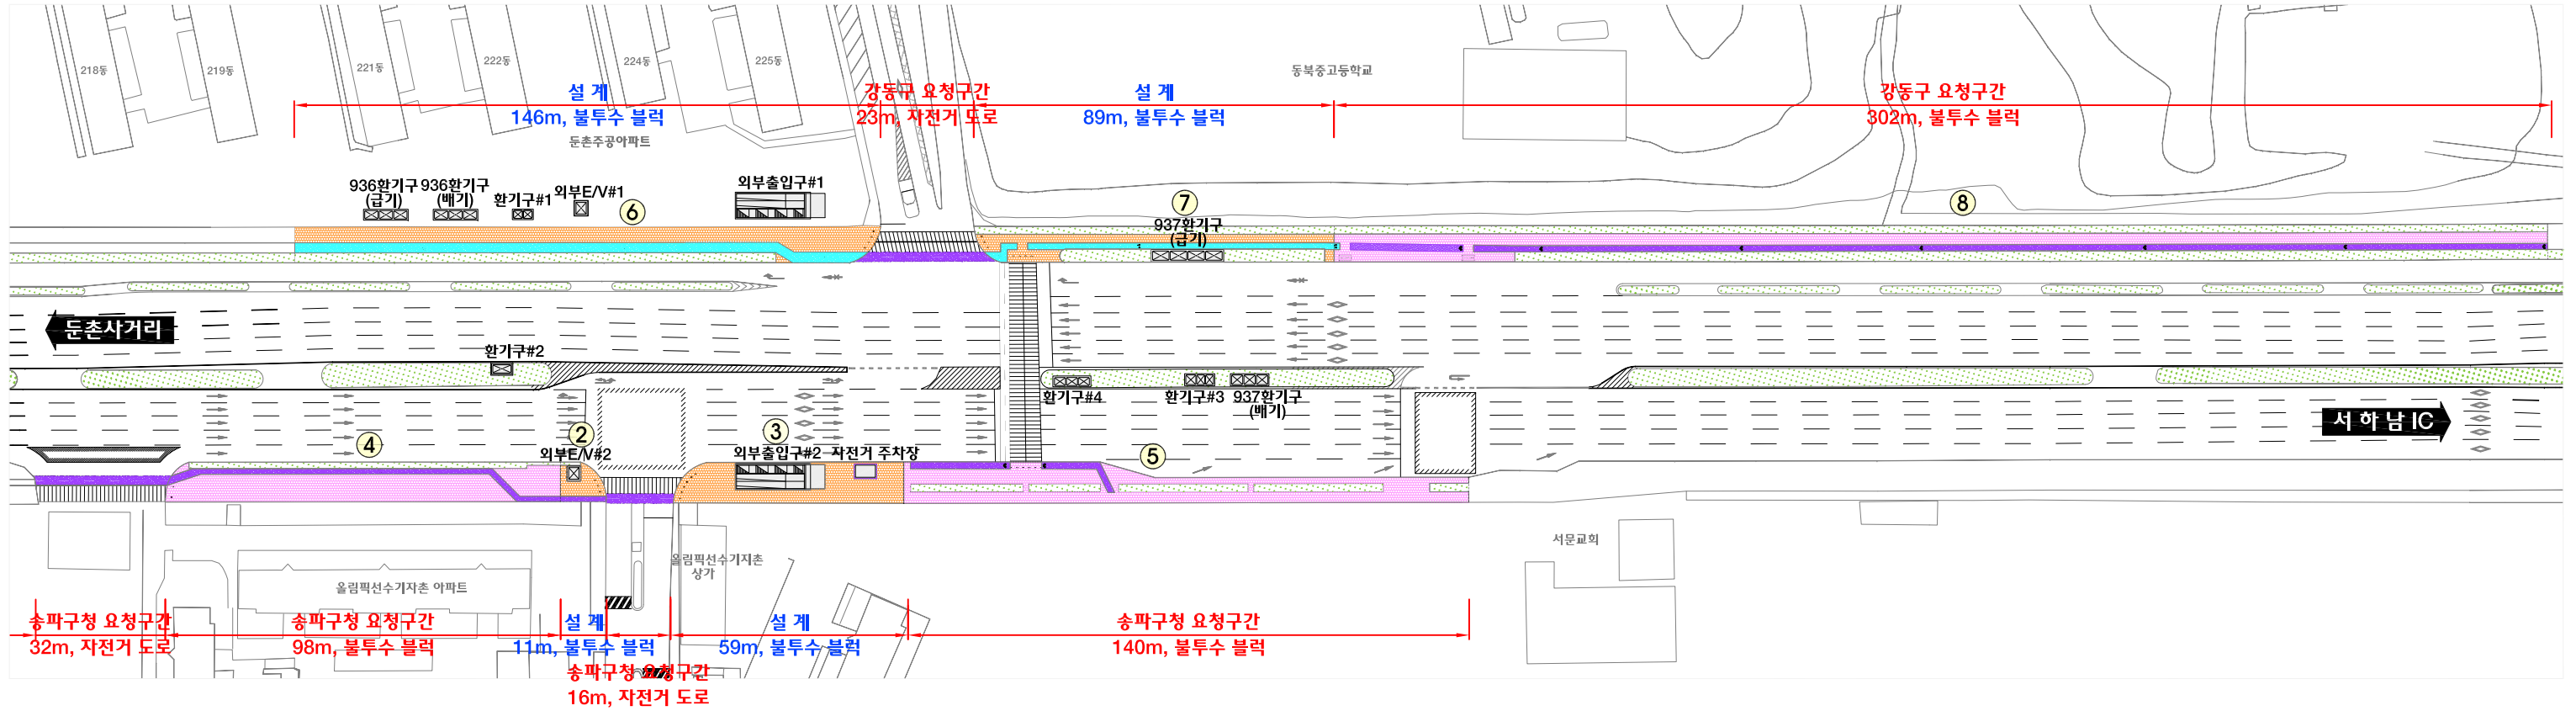 218동
219동
221동
222동
224동
225동
동북중고등학교
설 계
146m, 불투수 블럭
강동구 요청구간
23m, 자전거 도로
설 계
89m, 불투수 블럭
강동구 요청구간
302m, 불투수 블럭
둔촌주공아파트
936환기구
(급기)
936환기구
(배기)
환기구#1
외부E/V#1
⑥
외부출입구#1
⑦
937환기구
(급기)
⑧
둔촌사거리
환기구#2
환기구#4
환기구#3
937환기구
(배기)
서 하 남 IC
④
②
외부E/V#2
③
외부출입구#2
자전거 주차장
⑤
올림픽선수기자촌 아파트
올림픽선수기자촌
상가
서문교회
송파구청 요청구간
32m, 자전거 도로
송파구청 요청구간
98m, 불투수 블럭
설 계
11m, 불투수 블럭
송파구청 요청구간
16m, 자전거 도로
설 계
59m, 불투수 블럭
송파구청 요청구간
140m, 불투수 블럭